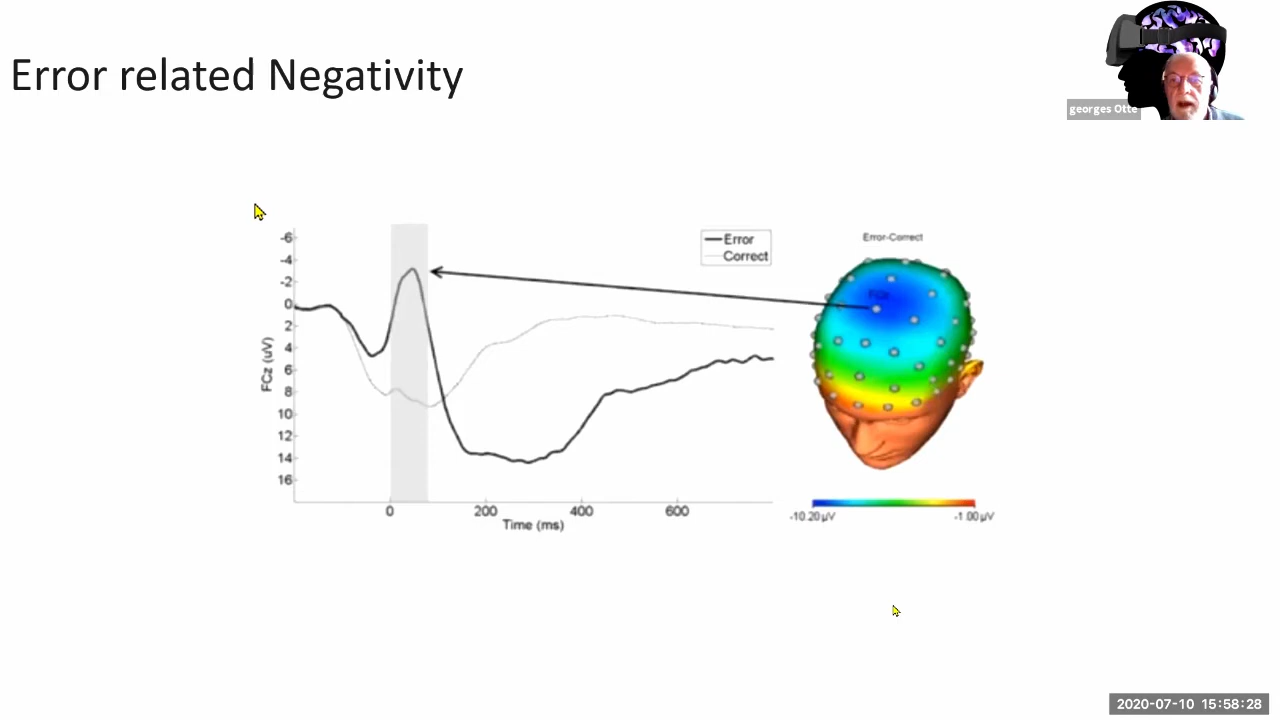 Error related Negativity
georges Otte
-6
-4
-2
0
2
4
6
8
10
12
14
16
FCz (uV)
0
200
400
600
Time (ms)
Error
Correct
Error-Correct
FCz
-10.20 µV
-1.00 µV
2020-07-10 15:58:28